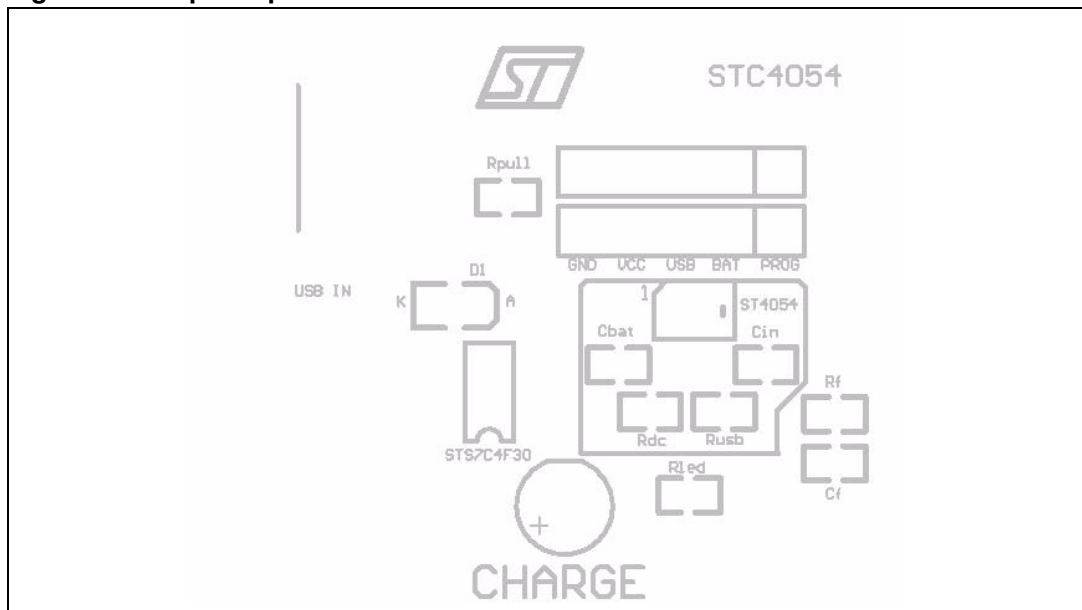 ST
STC4054
Rpull
GND VCC USB BAT PROG
D1
USB IN
K
A
1
ST4054
Cbat
Cin
Rf
Rdc
Rusb
STS7C4F30
Rled
Cf
+
CHARGE